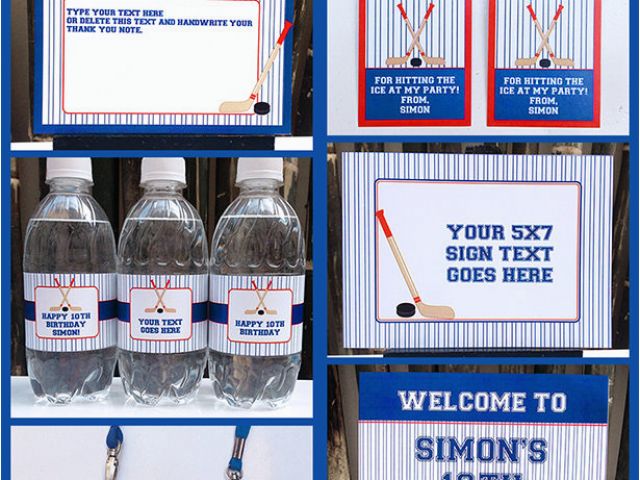 TYPE YOUR TEXT HERE
OR DELETE THIS TEXT AND HANDWRITE YOUR
THANK YOU NOTE.
FOR HITTING THE
ICE AT MY PARTY!
FROM,
SIMON
FOR HITTING THE
ICE AT MY PARTY!
FROM,
SIMON
HAPPY 10TH
BIRTHDAY
SIMON!
YOUR TEXT
GOES HERE
HAPPY 10TH
BIRTHDAY
YOUR 5X7
SIGN TEXT
GOES HERE
WELCOME TO
SIMON'S
10TH